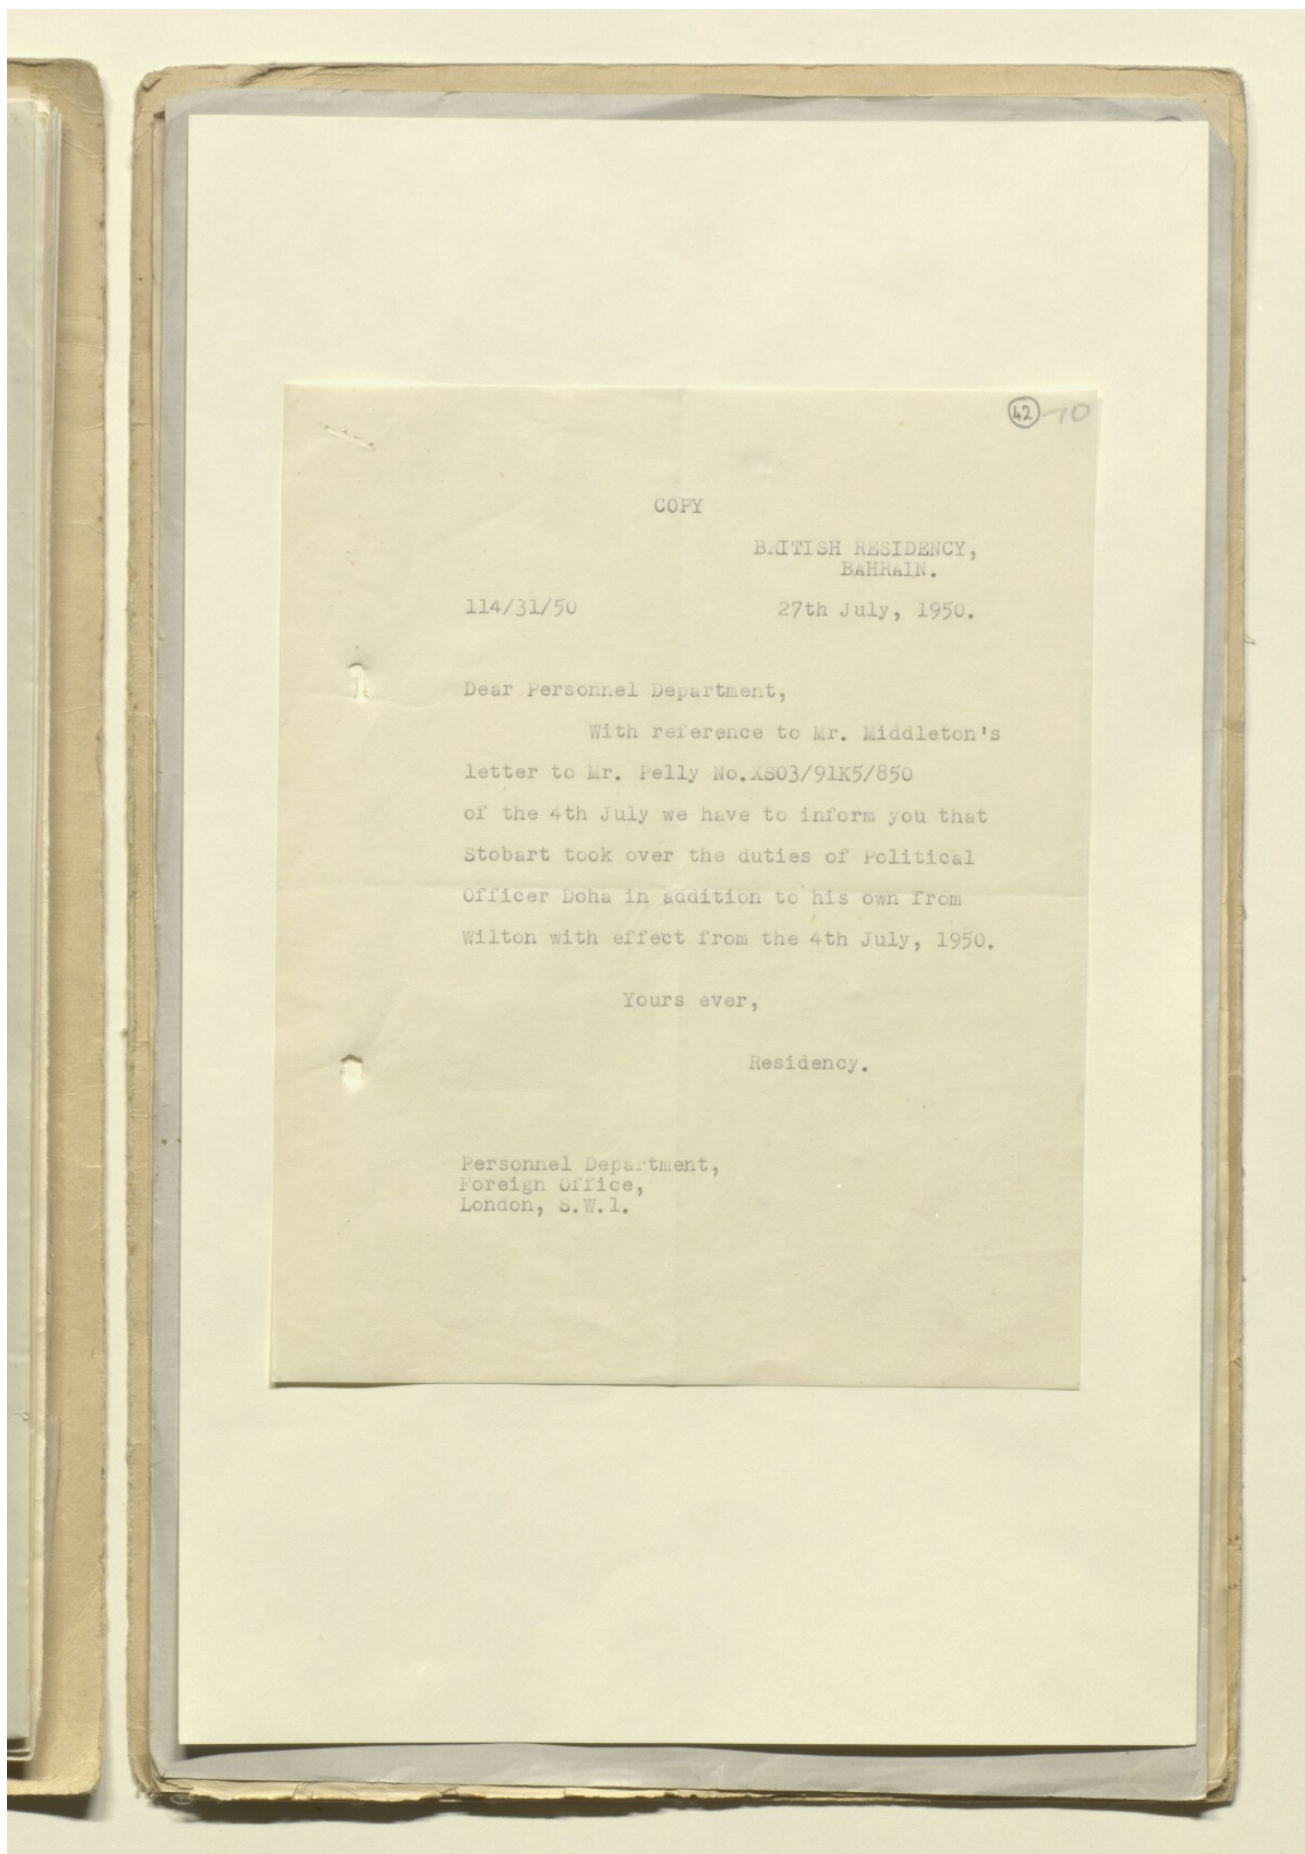 42 10
COPY
BRITISH RESIDENCY,
BAHRAIN.
114/31/50 27th July, 1950.
Dear Personnel Department,
With reference to Mr. Middleton's
letter to Mr. Pelly No.XS03/91K5/850
of the 4th July we have to inform you that
Stobart took over the duties of Political
Officer Doha in addition to his own from
Wilton with effect from the 4th July, 1950.
Yours ever,
Residency.
Personnel Department,
Foreign Office,
London, S.W.1.